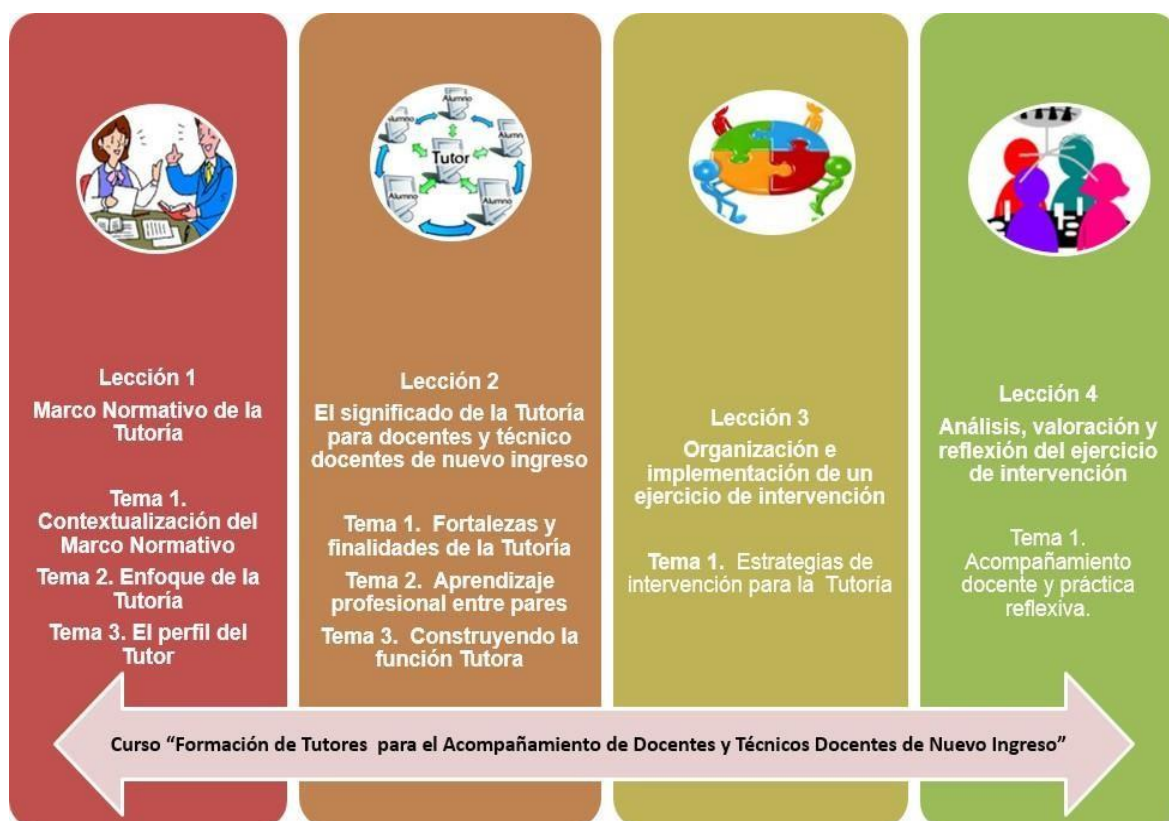 Alumno
Alumno
Alumno
Tutor
Alumno
Alumno
Lección 1
Marco Normativo de la
Tutoría
Tema 1.
Contextualización del
Marco Normativo
Tema 2. Enfoque de la
Tutoría
Tema 3. El perfil del
Tutor
Lección 2
El significado de la Tutoría
para docentes y técnico
docentes de nuevo ingreso
Tema 1. Fortalezas y
finalidades de la Tutoría
Tema 2. Aprendizaje
profesional entre pares
Tema 3. Construyendo la
función Tutora
Lección 3
Organización e
implementación de un
ejercicio de intervención
Tema 1. Estrategias de
intervención para la Tutoría
Lección 4
Análisis, valoración y
reflexión del ejercicio
de intervención
Tema 1.
Acompañamiento
docente y práctica
reflexiva.
Curso “Formación de Tutores para el Acompañamiento de Docentes y Técnicos Docentes de Nuevo Ingreso”